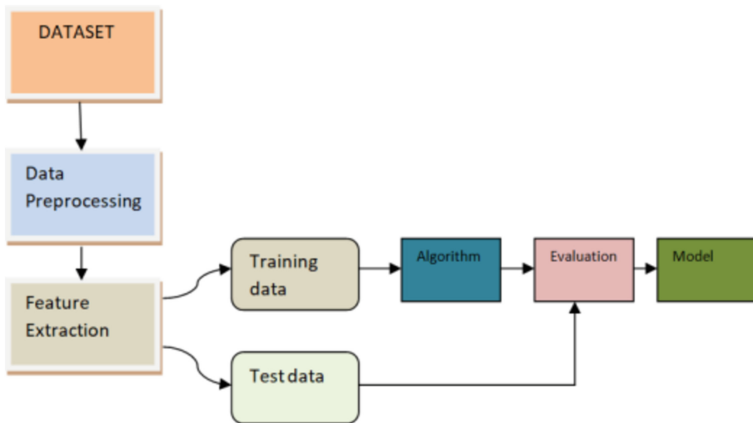 DATASET
Data
Preprocessing
Feature
Extraction
Training
data
Algorithm
Evaluation
Model
Test data